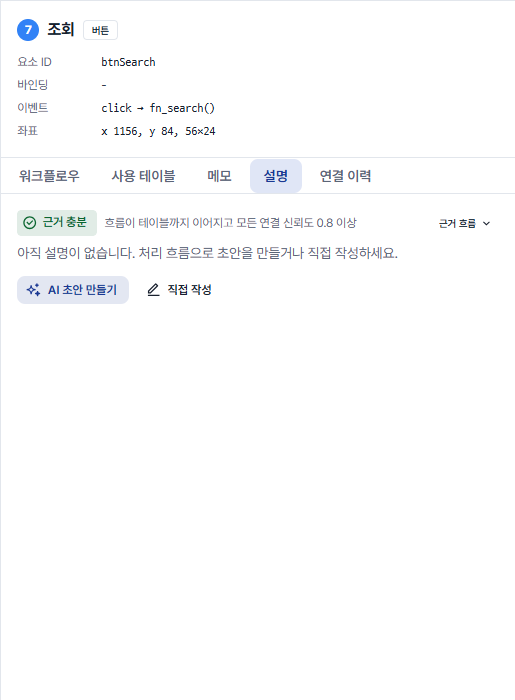 7 조회 버튼
요소 ID btnSearch
바인딩 -
이벤트 click → fn_search()
좌표 x 1156, y 84, 56×24
워크플로우 사용 테이블 메모 설명 연결 이력
근거 충분 흐름이 테이블까지 이어지고 모든 연결 신뢰도 0.8 이상 근거 흐름
아직 설명이 없습니다. 처리 흐름으로 초안을 만들거나 직접 작성하세요.
AI 초안 만들기 직접 작성